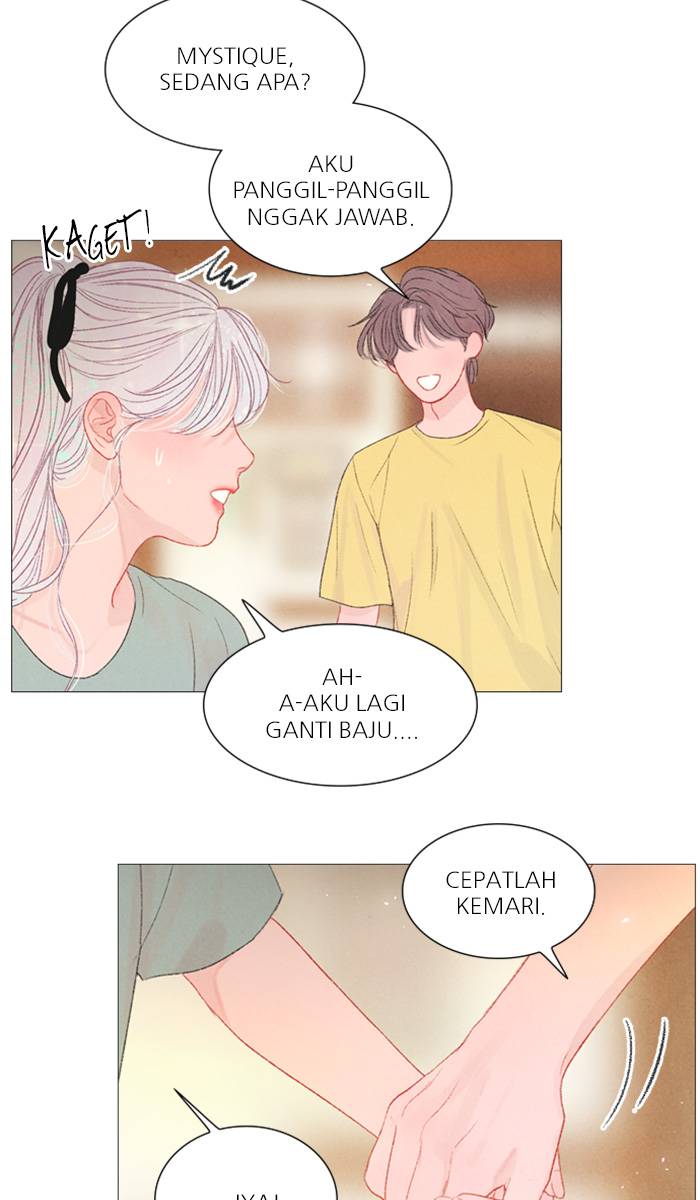 MYSTIQUE,
SEDANG APA?
AKU
PANGGIL-PANGGIL
NGGAK JAWAB.
KAGET!
AH-
A-AKU LAGI
GANTI BAJU....
CEPATLAH
KEMARI.